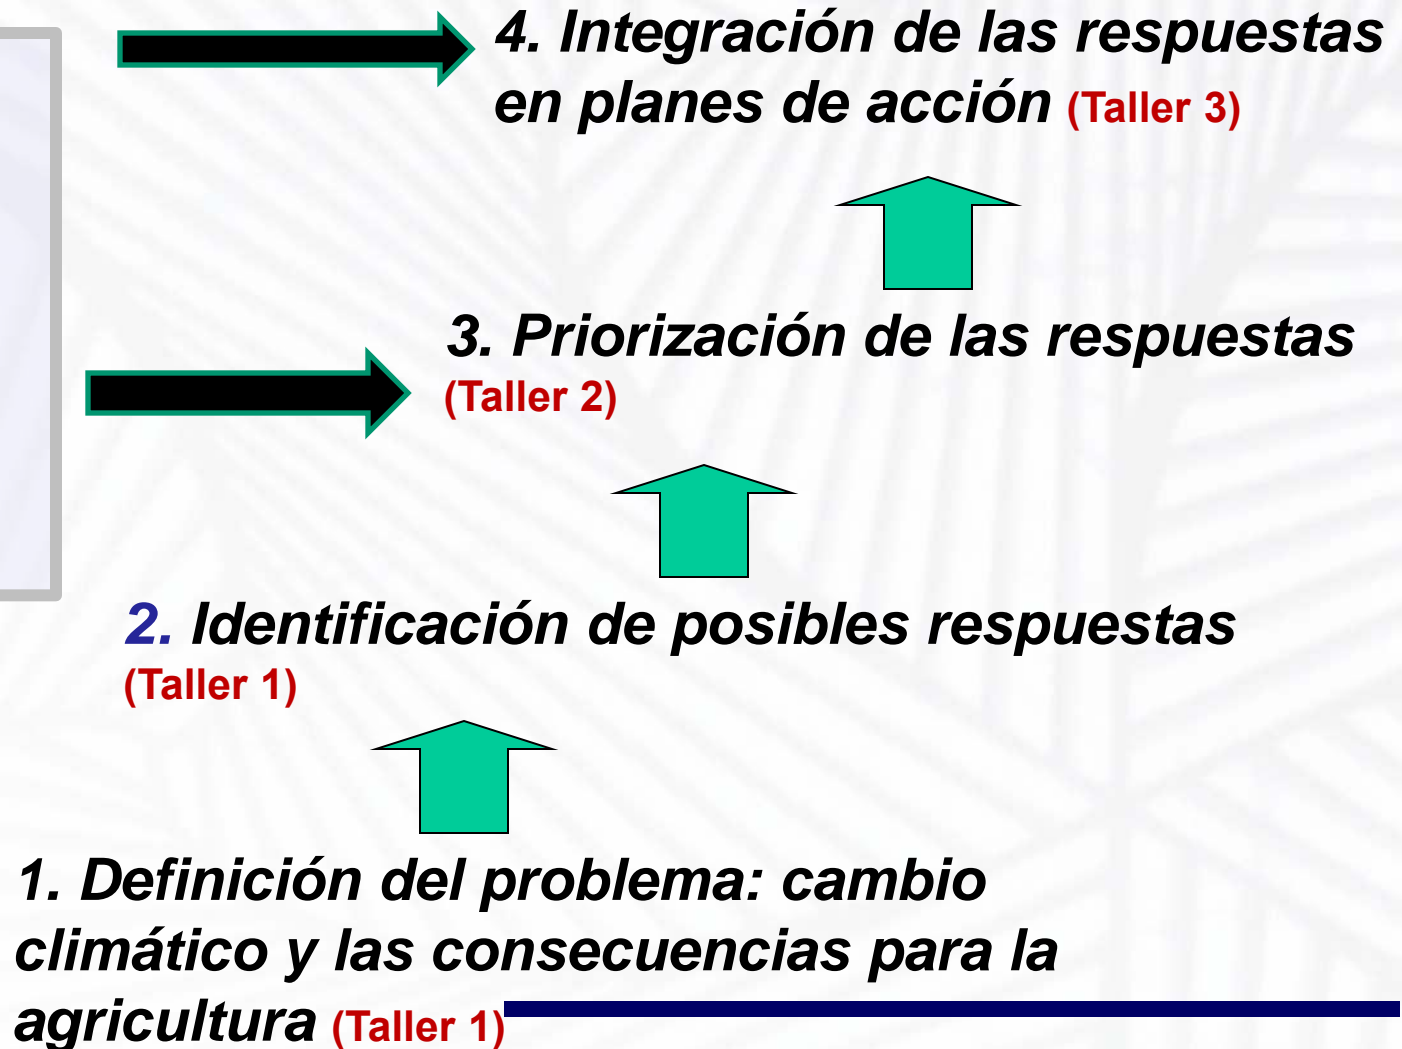 4. Integración de las respuestas
en planes de acción (Taller 3)
3. Priorización de las respuestas
(Taller 2)
2. Identificación de posibles respuestas
(Taller 1)
1. Definición del problema: cambio
climático y las consecuencias para la
agricultura (Taller 1)